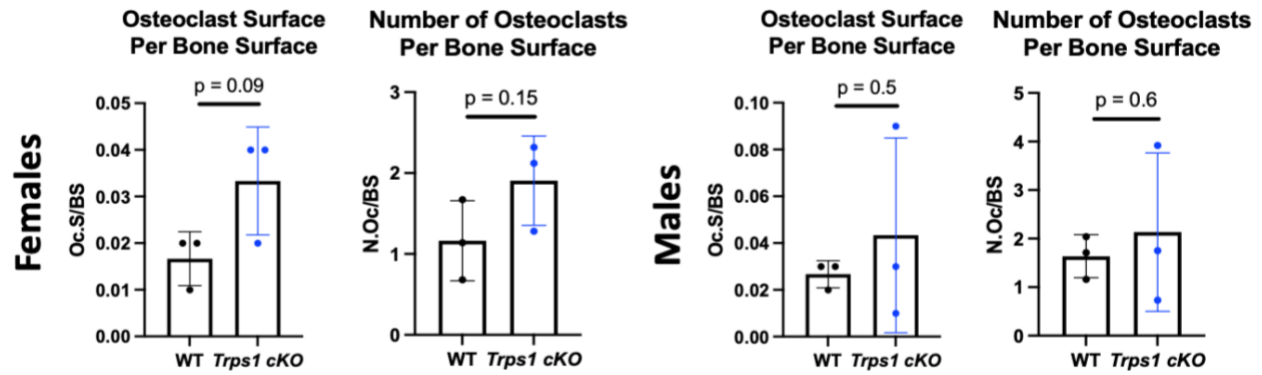 Females
Osteoclast Surface
Per Bone Surface
p = 0.09
Oc.S/BS
0.05
0.04
0.03
0.02
0.01
0.00
WT Trps1 cKO
Number of Osteoclasts
Per Bone Surface
p = 0.15
N.Oc/BS
3
2
1
0
WT Trps1 cKO
Males
Osteoclast Surface
Per Bone Surface
p = 0.5
Oc.S/BS
0.10
0.08
0.06
0.04
0.02
0.00
WT Trps1 cKO
Number of Osteoclasts
Per Bone Surface
p = 0.6
N.Oc/BS
5
4
3
2
1
0
WT Trps1 cKO